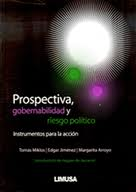 Prospectiva,
gobernabilidad y
riesgo político
Instrumentos para la acción
Tomás Miklos | Edgar Jiménez | Margarita Arroyo
LIMUSA